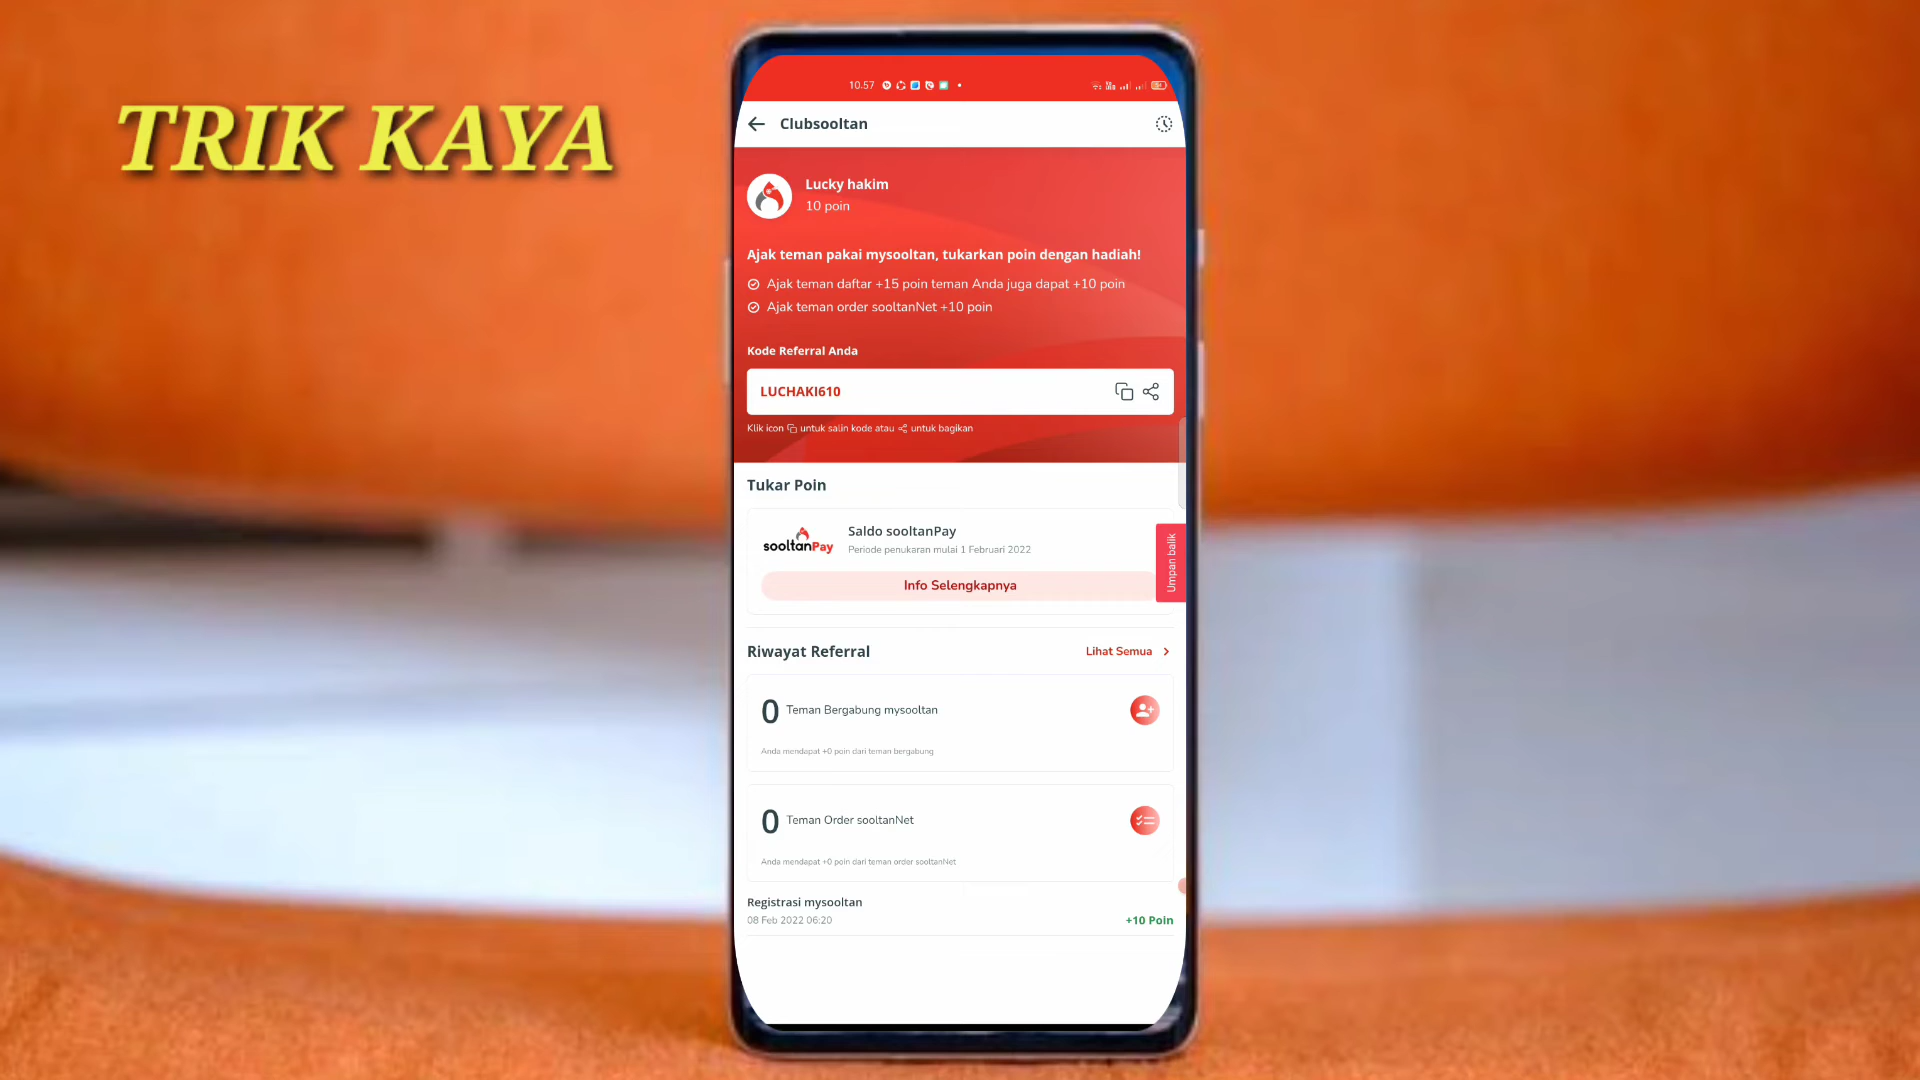 TRIK KAYA
10.57
Clubsooltan
Lucky hakim
10 poin
Ajak teman pakai mysooltan, tukarkan poin dengan hadiah!
Ajak teman daftar +15 poin teman Anda juga dapat +10 poin
Ajak teman order sooltanNet +10 poin
Kode Referral Anda
LUCHAKI610
Klik icon untuk salin kode atau untuk bagikan
Tukar Poin
sooltanPay
Saldo sooltanPay
Periode penukaran mulai 1 Februari 2022
Info Selengkapnya
Umpan balik
Riwayat Referral
Lihat Semua
0 Teman Bergabung mysooltan
Anda mendapat +0 poin dari teman bergabung
0 Teman Order sooltanNet
Anda mendapat +0 poin dari teman order sooltanNet
Registrasi mysooltan
08 Feb 2022 06:20
+10 Poin